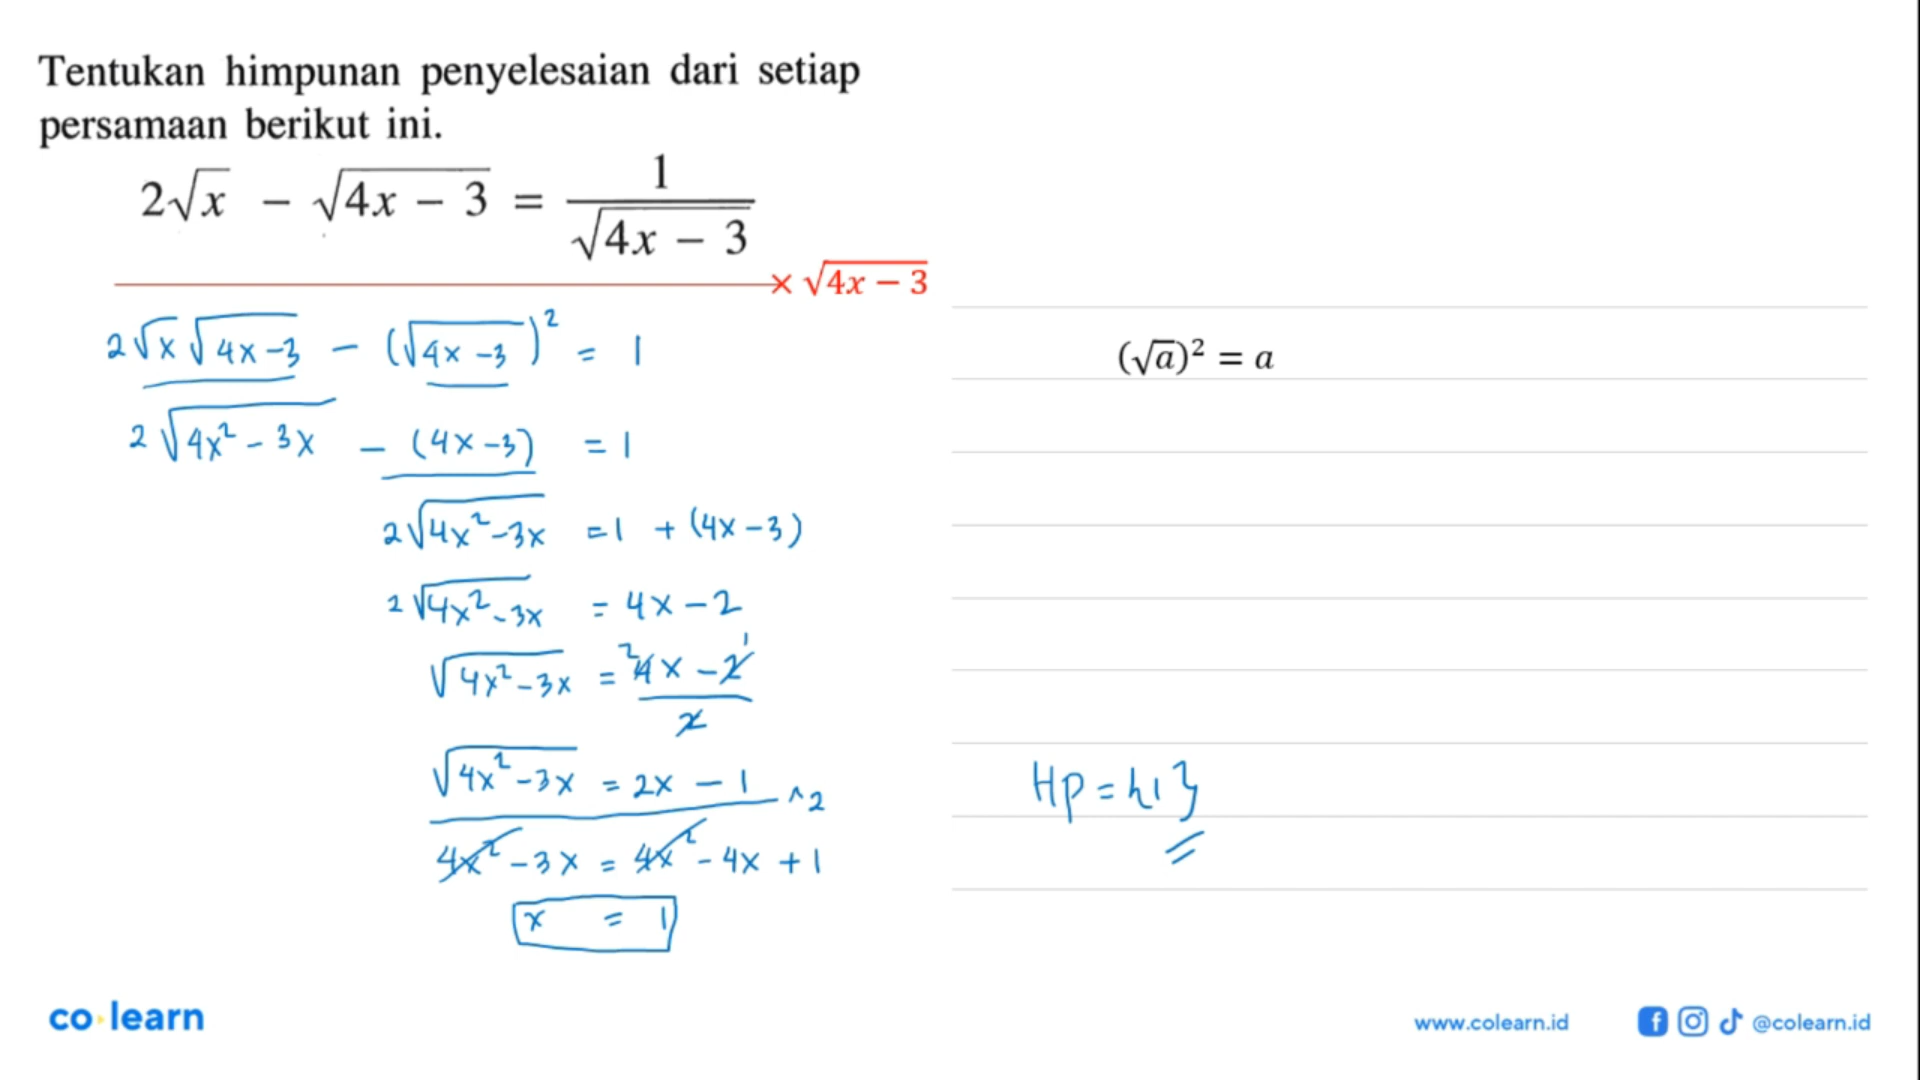 Tentukan himpunan penyelesaian dari setiap
persamaan berikut ini.
2√x − √(4x − 3) = 1/√(4x − 3)
× √(4x − 3)
2√x √(4x−3) − (√(4x−3))² = 1
2√(4x² − 3x) − (4x−3) = 1
2√(4x²−3x) = 1 + (4x−3)
2√(4x²−3x) = 4x − 2
√(4x²−3x) = (4x − 2)/2
2 1
√(4x²−3x) = 2x − 1 ^2
4x² − 3x = 4x² − 4x + 1
x = 1
(√a)² = a
Hp = {1}
co learn
www.colearn.id
@colearn.id